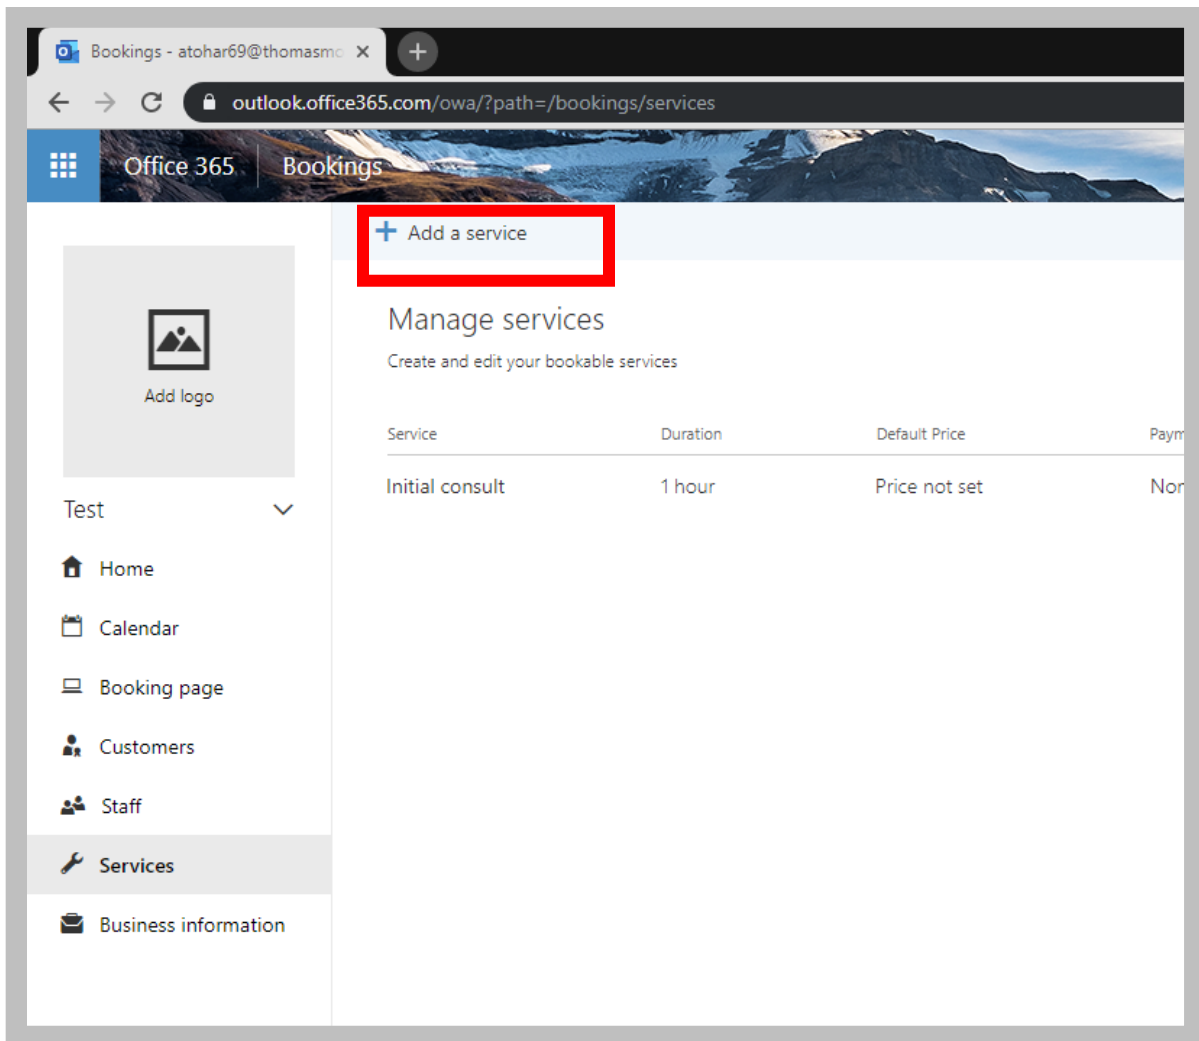 Bookings - atohar69@thomasmo
outlook.office365.com/owa/?path=/bookings/services
Office 365 Bookings
+ Add a service
Add logo
Manage services
Create and edit your bookable services
Service Duration Default Price Paym
Initial consult 1 hour Price not set Nor
Test
Home
Calendar
Booking page
Customers
Staff
Services
Business information